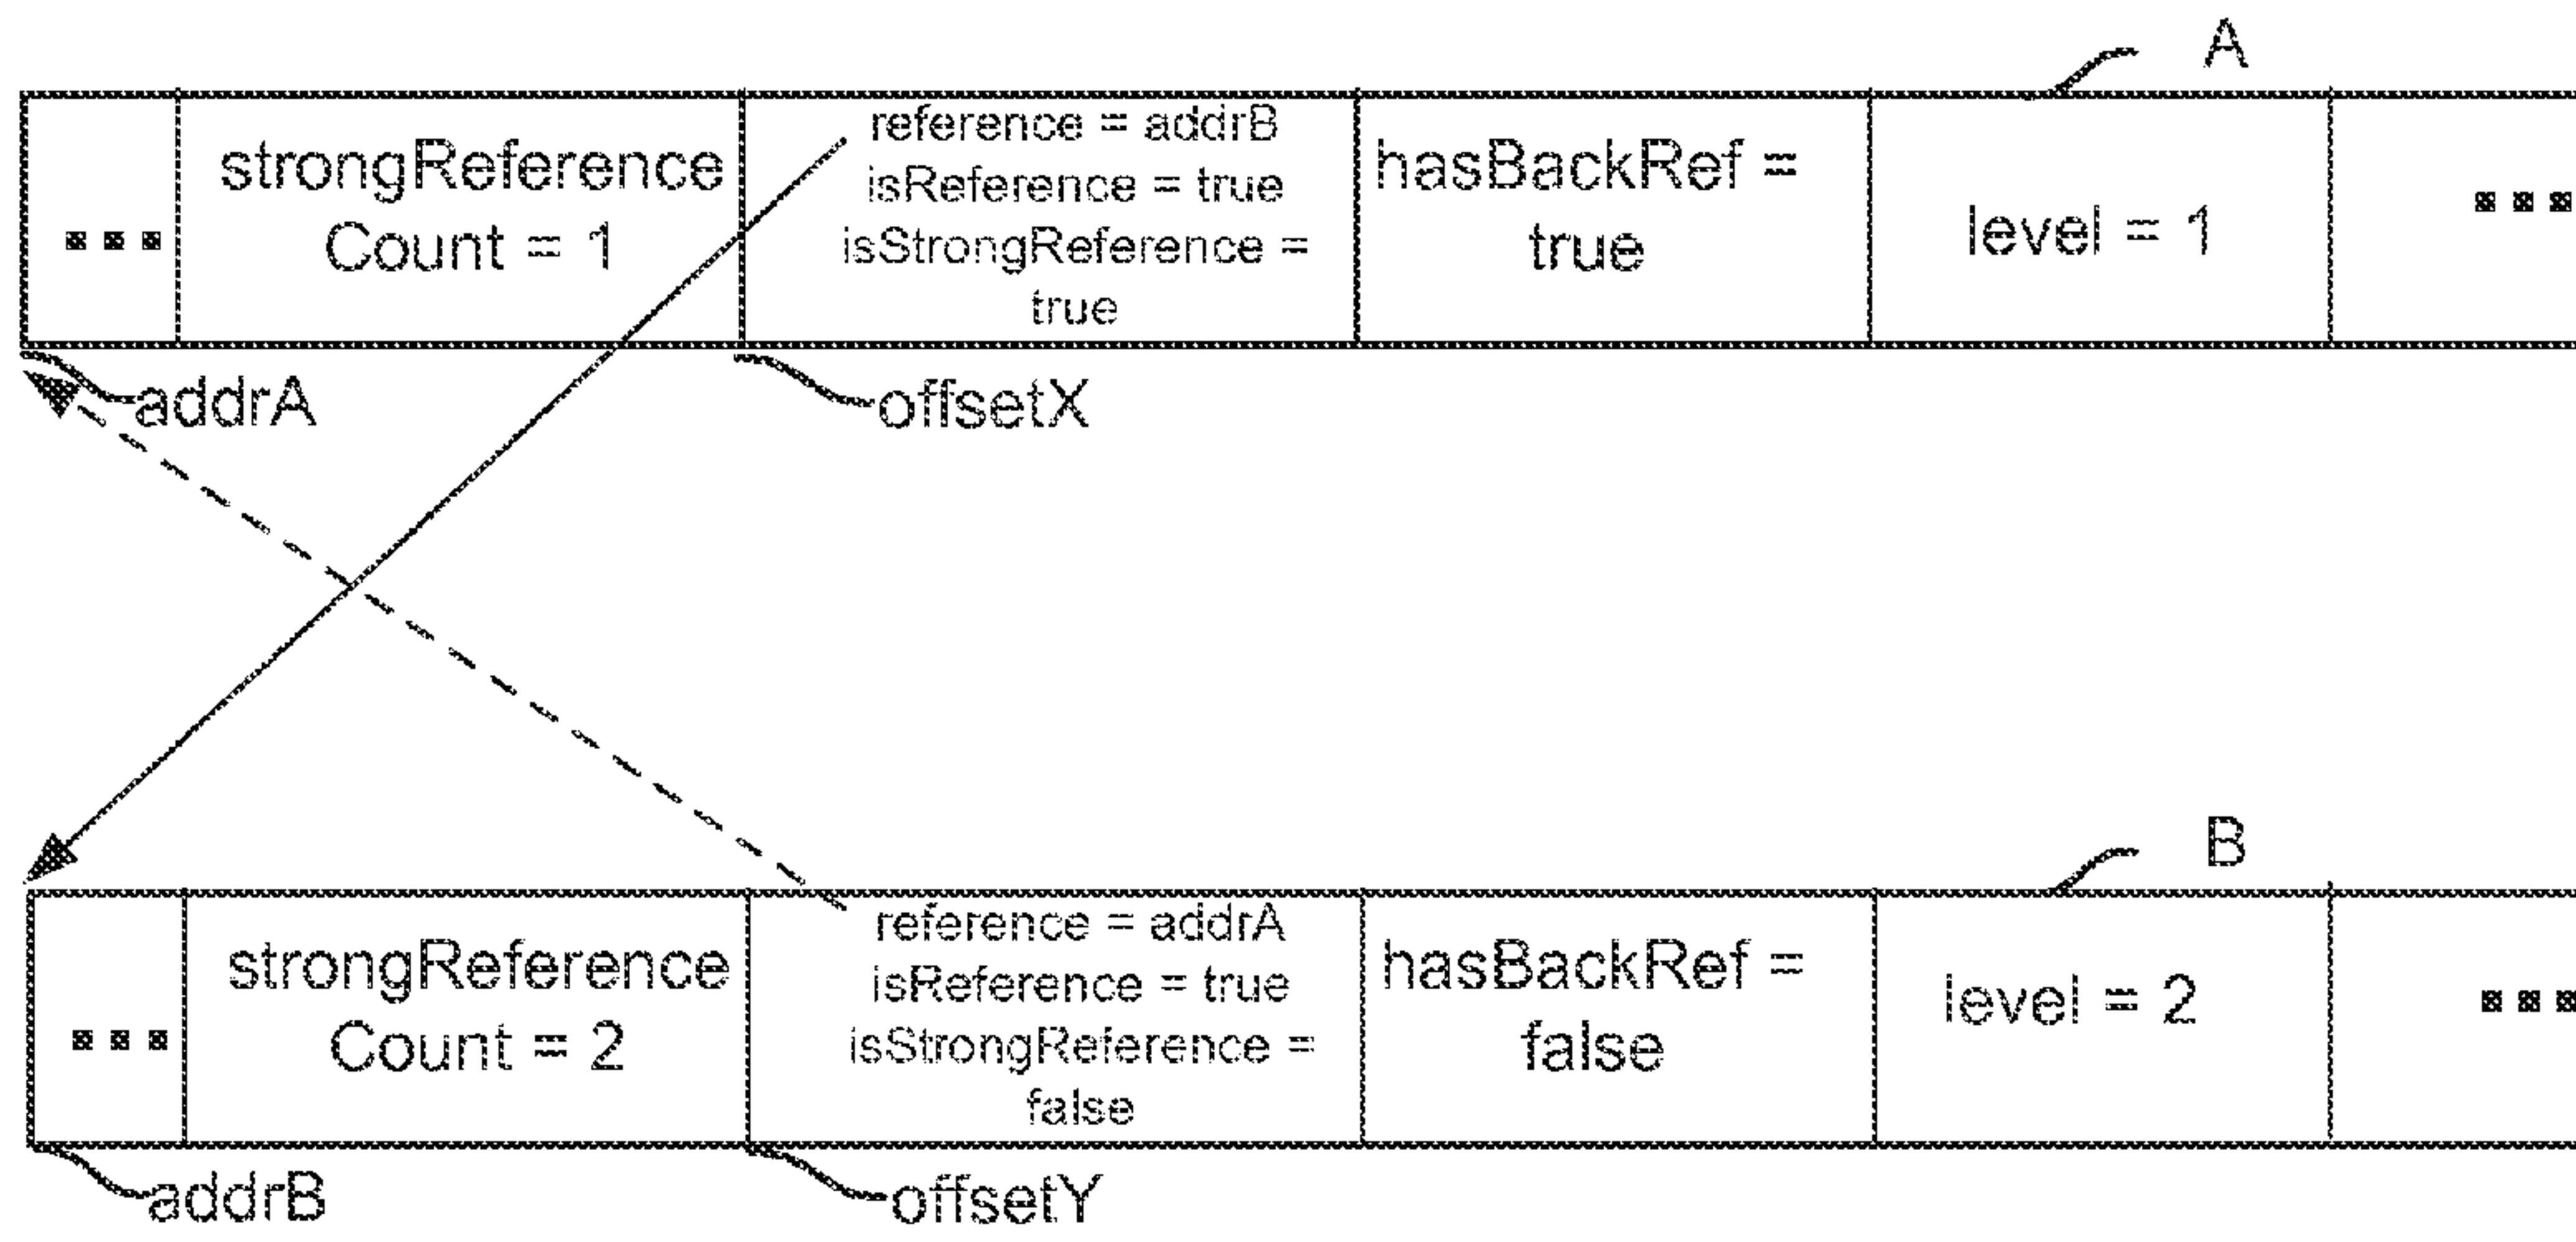 A
...
strongReference
Count = 1
reference = addrB
isReference = true
isStrongReference =
true
hasBackRef =
true
level = 1
...
addrA
offsetX
B
...
strongReference
Count = 2
reference = addrA
isReference = true
isStrongReference =
false
hasBackRef =
false
level = 2
...
addrB
offsetY